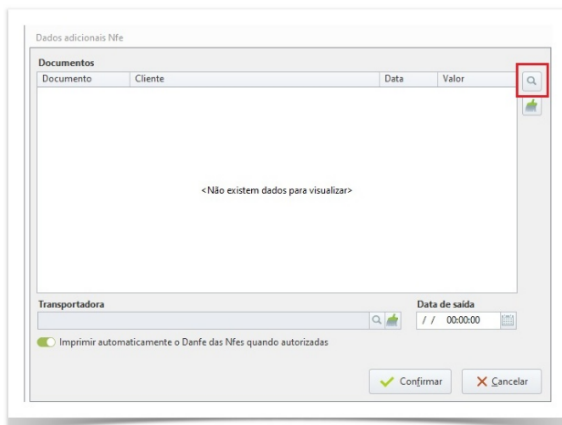 Dados adicionais Nfe
Documentos
Documento Cliente Data Valor
<Não existem dados para visualizar>
Transportadora Data de saída
/ / 00:00:00
Imprimir automaticamente o Danfe das Nfes quando autorizadas
Confirmar Cancelar